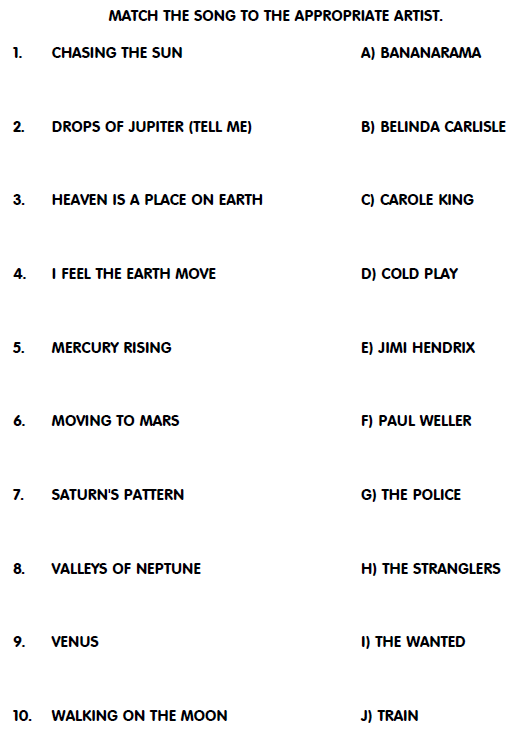 MATCH THE SONG TO THE APPROPRIATE ARTIST.
1. CHASING THE SUN A) BANANARAMA
2. DROPS OF JUPITER (TELL ME) B) BELINDA CARLISLE
3. HEAVEN IS A PLACE ON EARTH C) CAROLE KING
4. I FEEL THE EARTH MOVE D) COLD PLAY
5. MERCURY RISING E) JIMI HENDRIX
6. MOVING TO MARS F) PAUL WELLER
7. SATURN'S PATTERN G) THE POLICE
8. VALLEYS OF NEPTUNE H) THE STRANGLERS
9. VENUS I) THE WANTED
10. WALKING ON THE MOON J) TRAIN